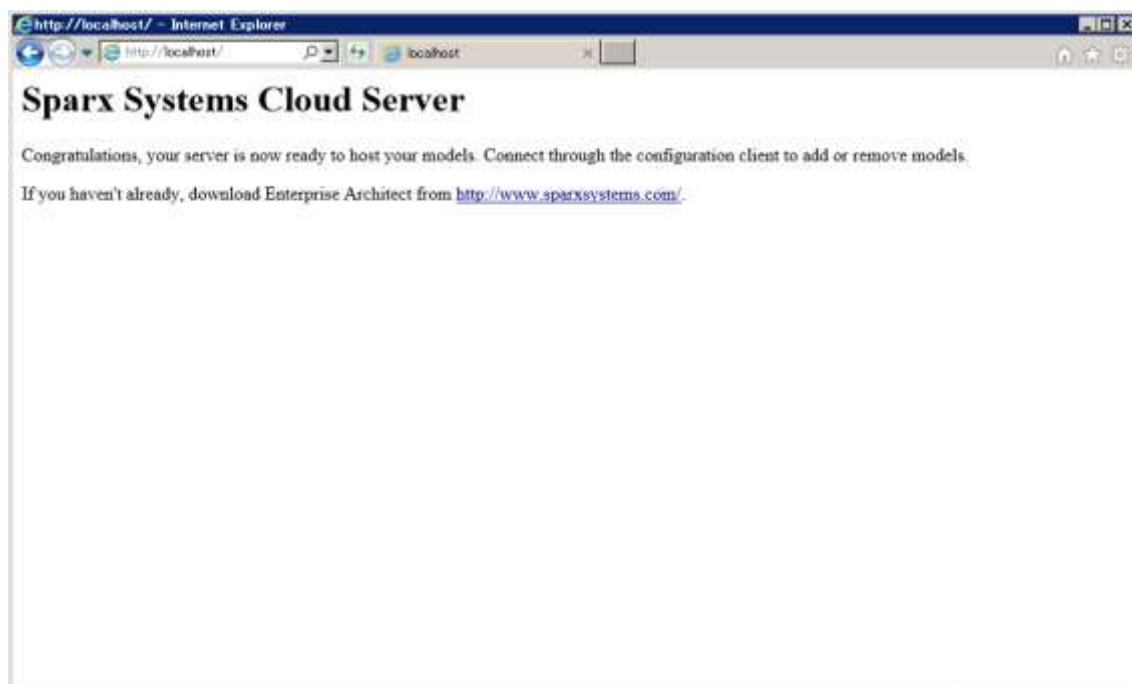 http://localhost/ - Internet Explorer
http://localhost/
localhost
Sparx Systems Cloud Server
Congratulations, your server is now ready to host your models. Connect through the configuration client to add or remove models.
If you haven't already, download Enterprise Architect from http://www.sparxsystems.com/.